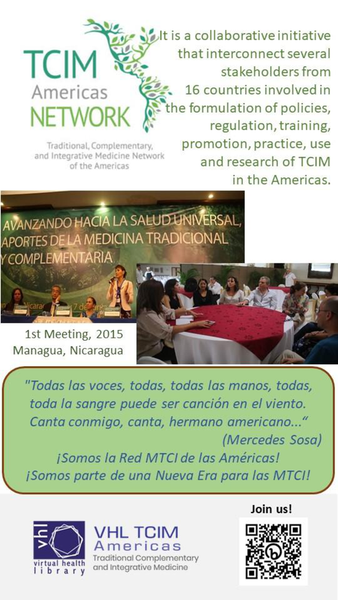 TCIM
Americas
NETWORK
Traditional, Complementary,
and Integrative Medicine Network
of the Americas
It is a collaborative initiative
that interconnect several
stakeholders from
16 countries involved in
the formulation of policies,
regulation, training,
promotion, practice, use
and research of TCIM
in the Americas.
AVANZANDO HACIA LA SALUD UNIVERSAL,
APORTES DE LA MEDICINA TRADICIONAL
Y COMPLEMENTARIA
1st Meeting, 2015
Managua, Nicaragua
"Todas las voces, todas, todas las manos, todas,
toda la sangre puede ser canción en el viento.
Canta conmigo, canta, hermano americano...“
(Mercedes Sosa)
¡Somos la Red MTCI de las Américas!
¡Somos parte de una Nueva Era para las MTCI!
vhl
virtual health
library
VHL TCIM
Americas
Traditional Complementary
and Integrative Medicine
Join us!